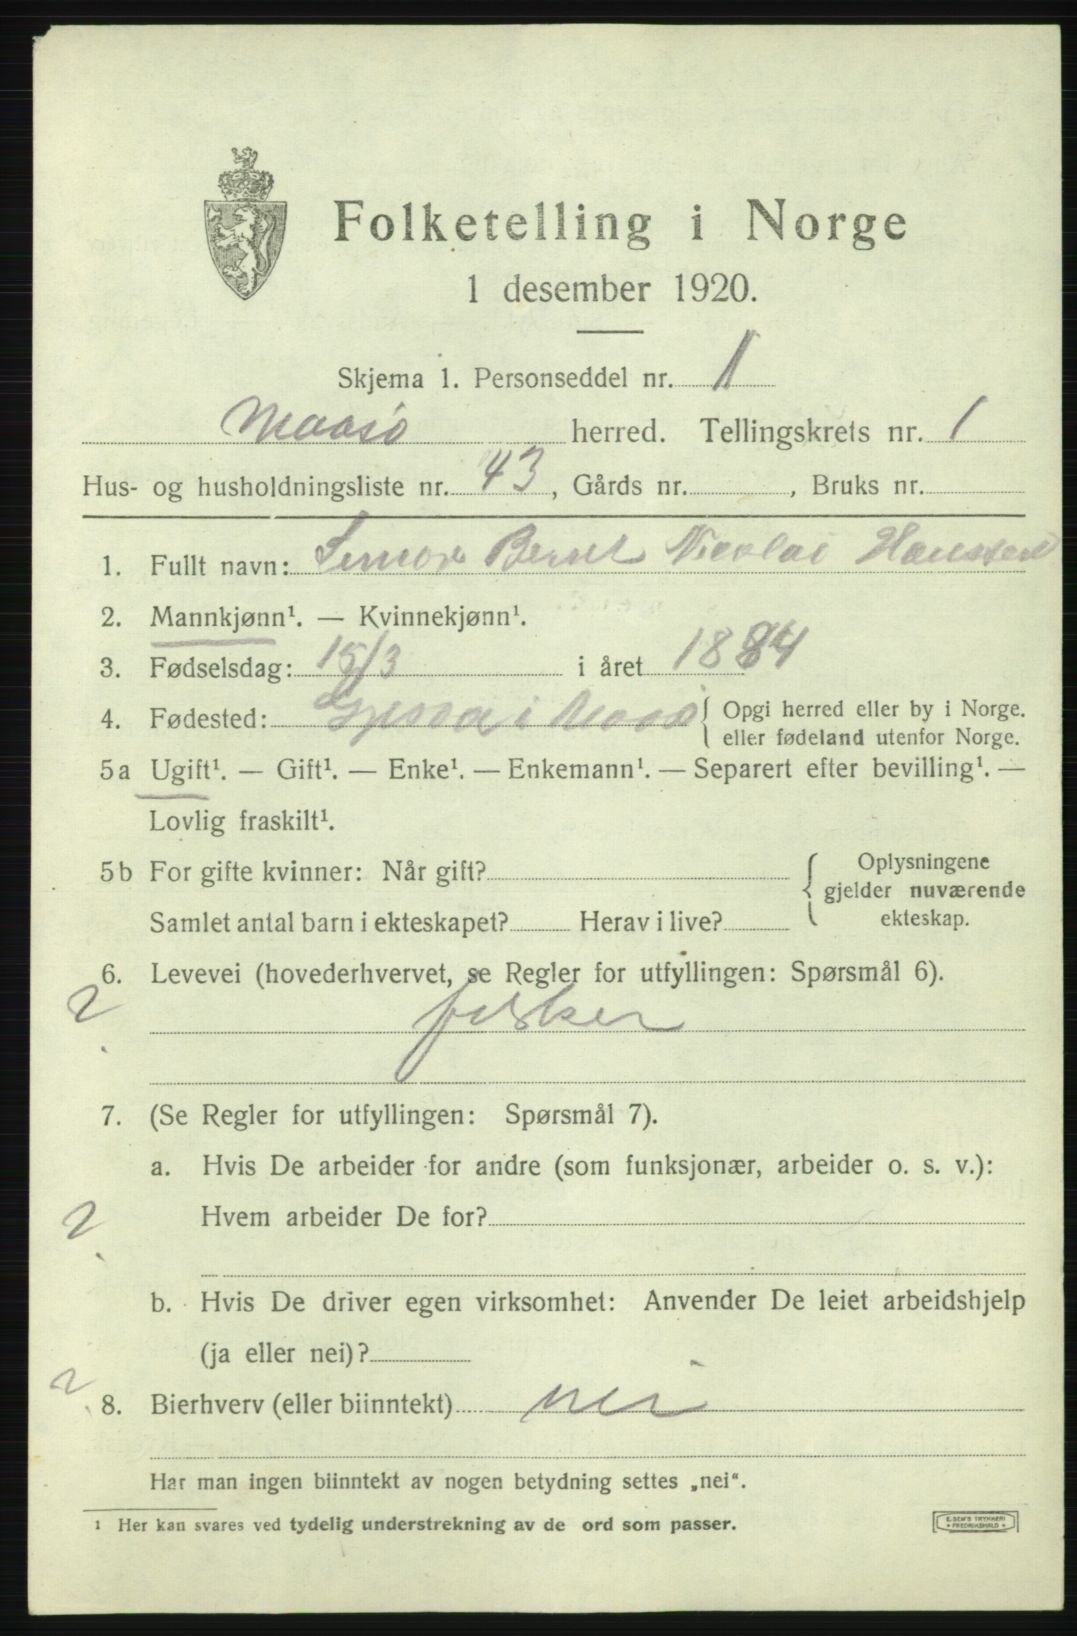 Folketelling i Norge
1 desember 1920.
Skjema 1. Personseddel nr. 1
Maasö herred. Tellingskrets nr. 1
Hus- og husholdningsliste nr. 43, Gårds nr. , Bruks nr.
1. Fullt navn: Bernt Nicolai
2. Mannkjønn¹. — Kvinnekjønn¹.
3. Fødselsdag: 15/3 i året 1884
4. Fødested: i Maasö { Opgi herred eller by i Norge.
eller fødeland utenfor Norge.
5a Ugift¹. — Gift¹. — Enke¹. — Enkemann¹. — Separert efter bevilling¹. —
Lovlig fraskilt¹.
5b For gifte kvinner: Når gift? { Oplysningene
gjelder nuværende
Samlet antal barn i ekteskapet? Herav i live? ekteskap.
6. Levevei (hovederhvervet, se Regler for utfyllingen: Spørsmål 6).
? fisker
7. (Se Regler for utfyllingen: Spørsmål 7).
a. Hvis De arbeider for andre (som funksjonær, arbeider o. s. v.):
? Hvem arbeider De for?
b. Hvis De driver egen virksomhet: Anvender De leiet arbeidshjelp
(ja eller nei)?
? 8. Bierhverv (eller biinntekt) nei
Har man ingen biinntekt av nogen betydning settes „nei“.
¹ Her kan svares ved tydelig understrekning av de ord som passer.
TRYKKERI
FREDRIKSHALD